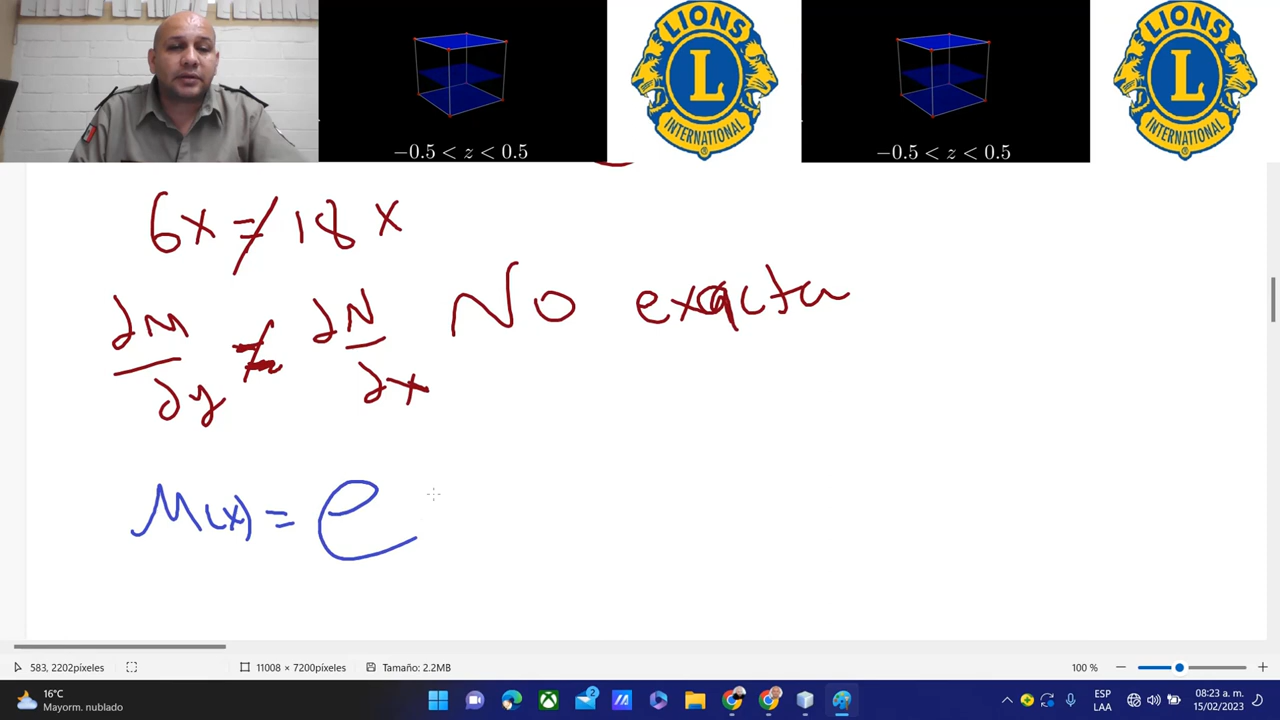 LIONS
L
INTERNATIONAL
®
−0.5 < z < 0.5
LIONS
L
INTERNATIONAL
®
−0.5 < z < 0.5
6x ≠ 18x
∂M/∂y ≠ ∂N/∂x No exacta
M(x) = e
583, 2202píxeles
11008 × 7200píxeles
Tamaño: 2.2MB
100 %
16°C
Mayorm. nublado
2
ESP
LAA
08:23 a. m.
15/02/2023